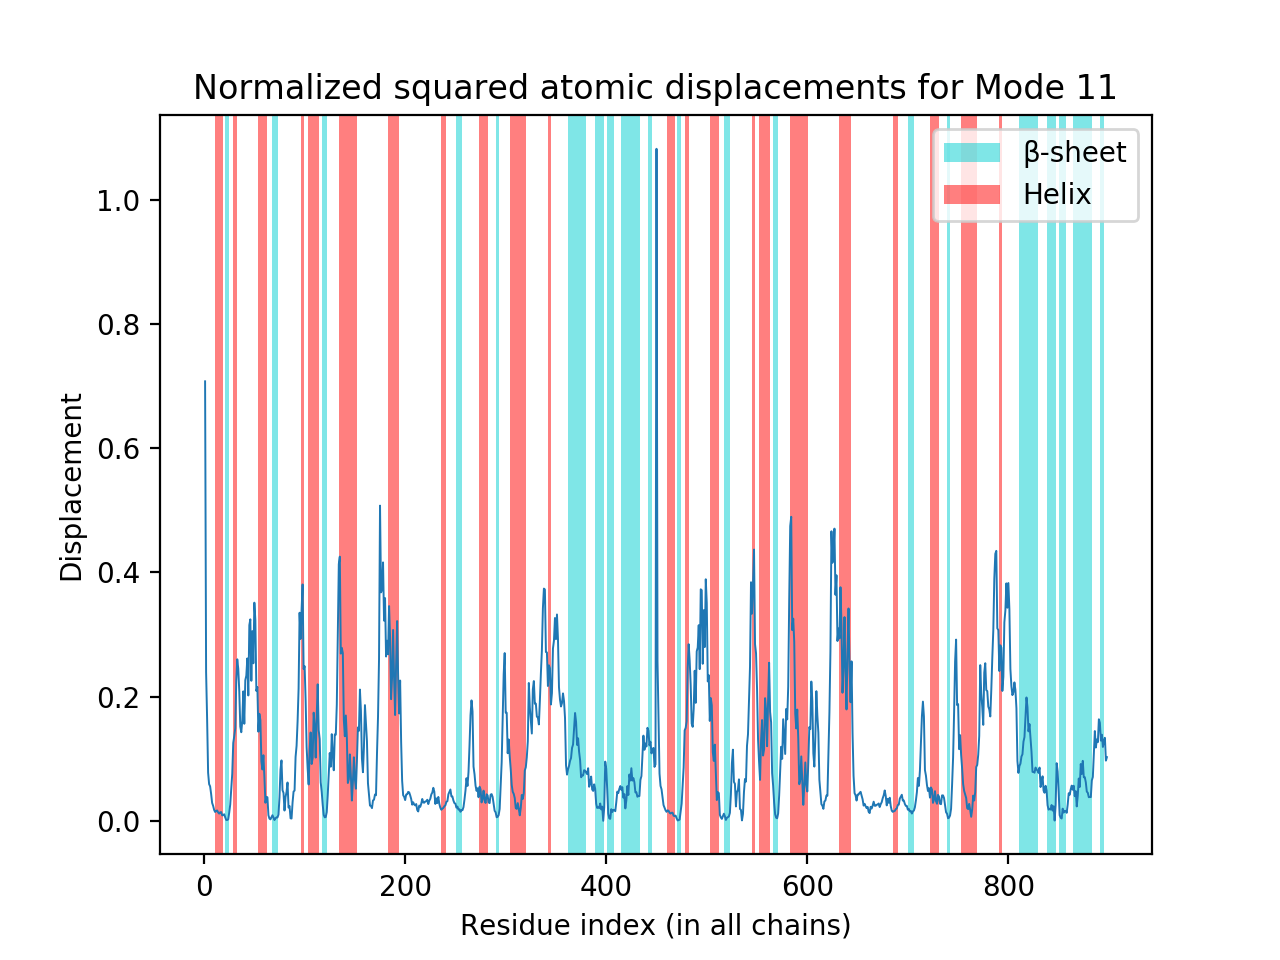 Normalized squared atomic displacements for Mode 11
β-sheet
Helix
1.0
0.8
0.6
0.4
0.2
0.0
Displacement
0 200 400 600 800
Residue index (in all chains)